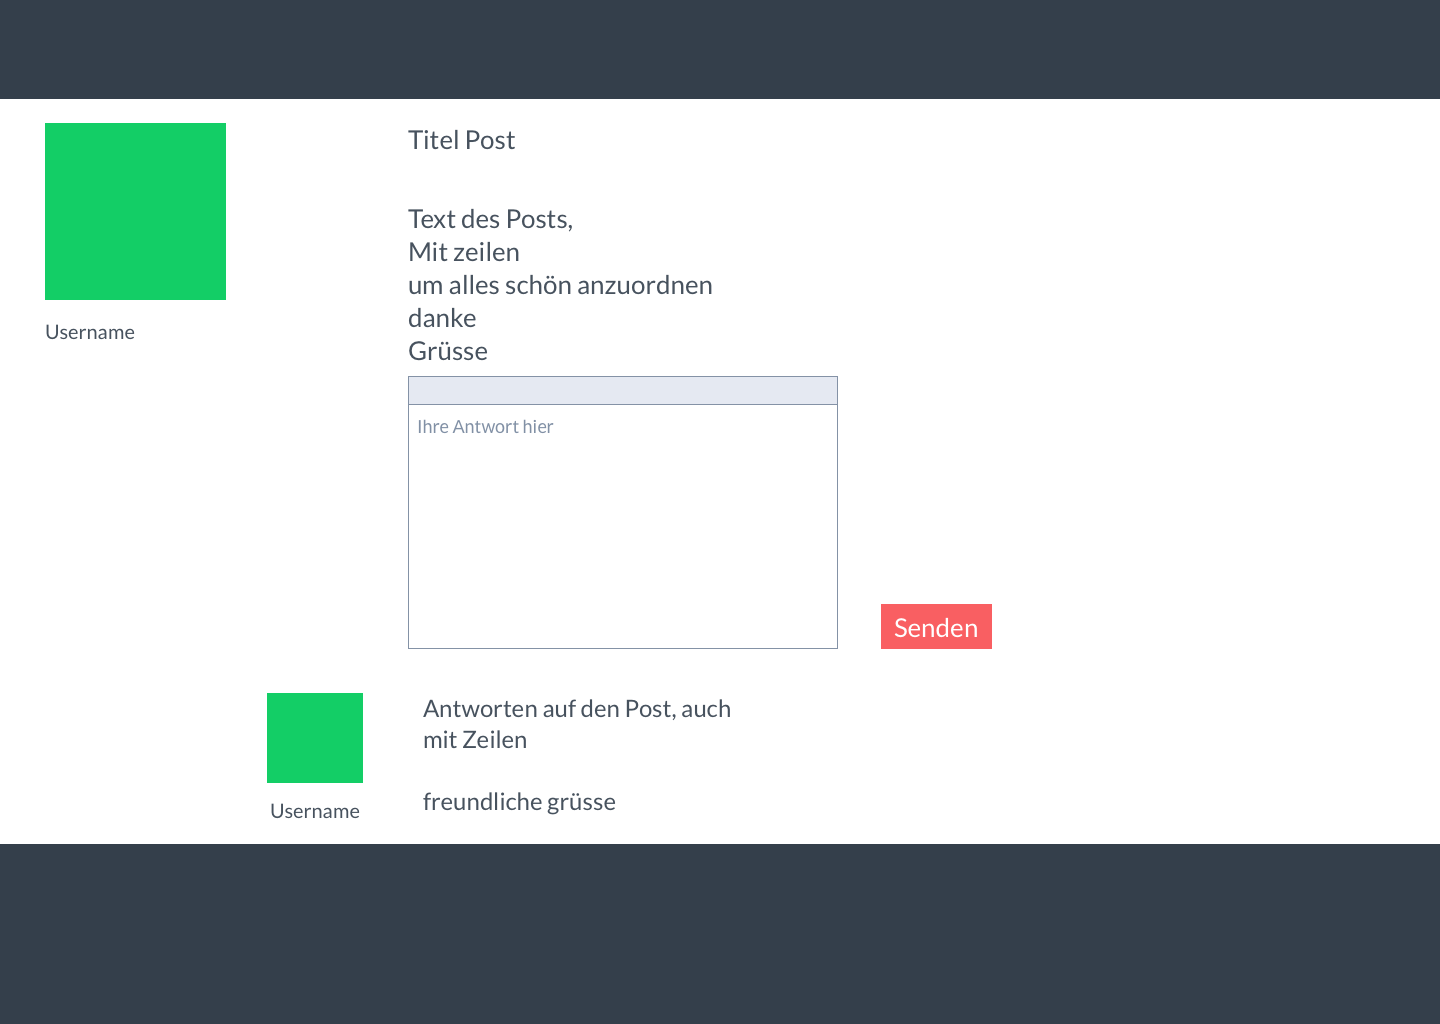 Titel Post
Text des Posts,
Mit zeilen
um alles schön anzuordnen
danke
Grüsse
Username
Ihre Antwort hier
Senden
Antworten auf den Post, auch
mit Zeilen
freundliche grüsse
Username